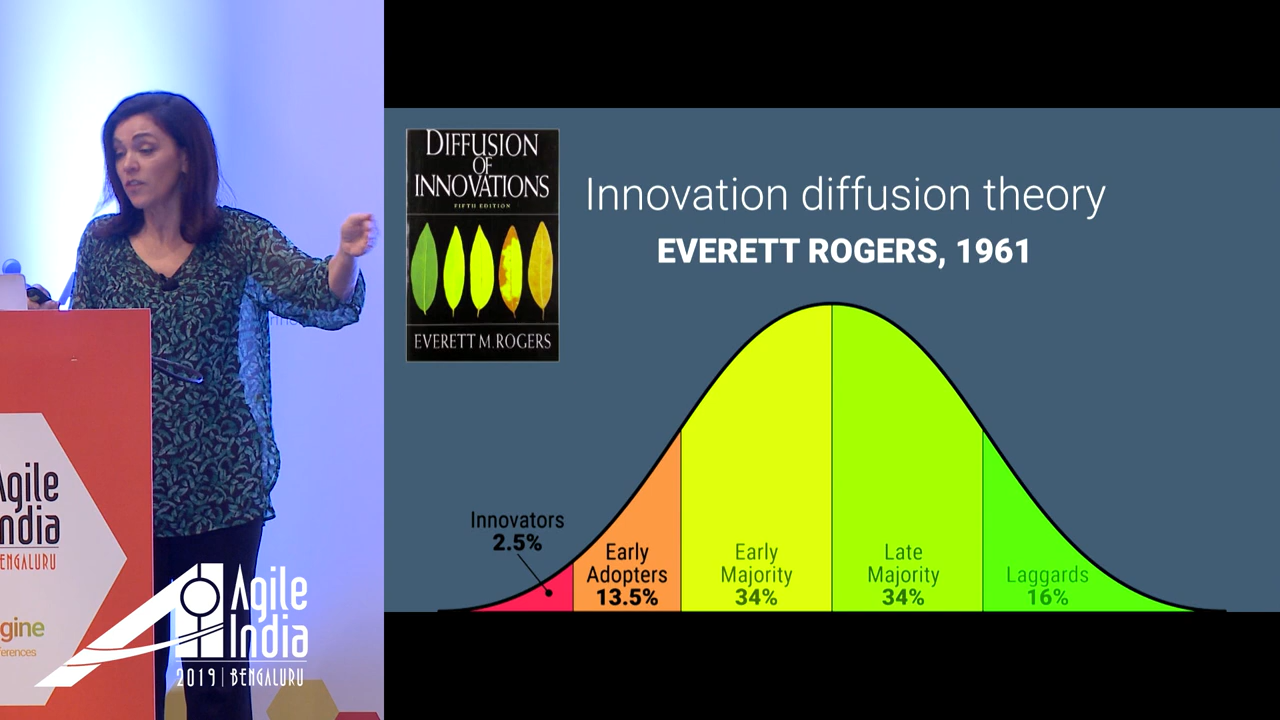 DIFFUSION
OF
INNOVATIONS
FIFTH EDITION
EVERETT M. ROGERS
Innovation diffusion theory
EVERETT ROGERS, 1961
Innovators
2.5%
Early
Adopters
13.5%
Early
Majority
34%
Late
Majority
34%
Laggards
16%
Agile
India
BENGALURU
gine
ferences
Agile
India
2019 | BENGALURU